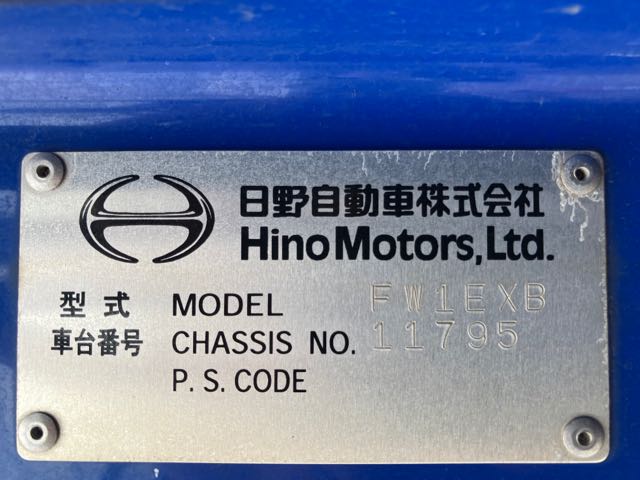 日野自動車株式会社
Hino Motors, Ltd.
型式 MODEL FW1EXB
車台番号 CHASSIS NO. 11795
P.S.CODE